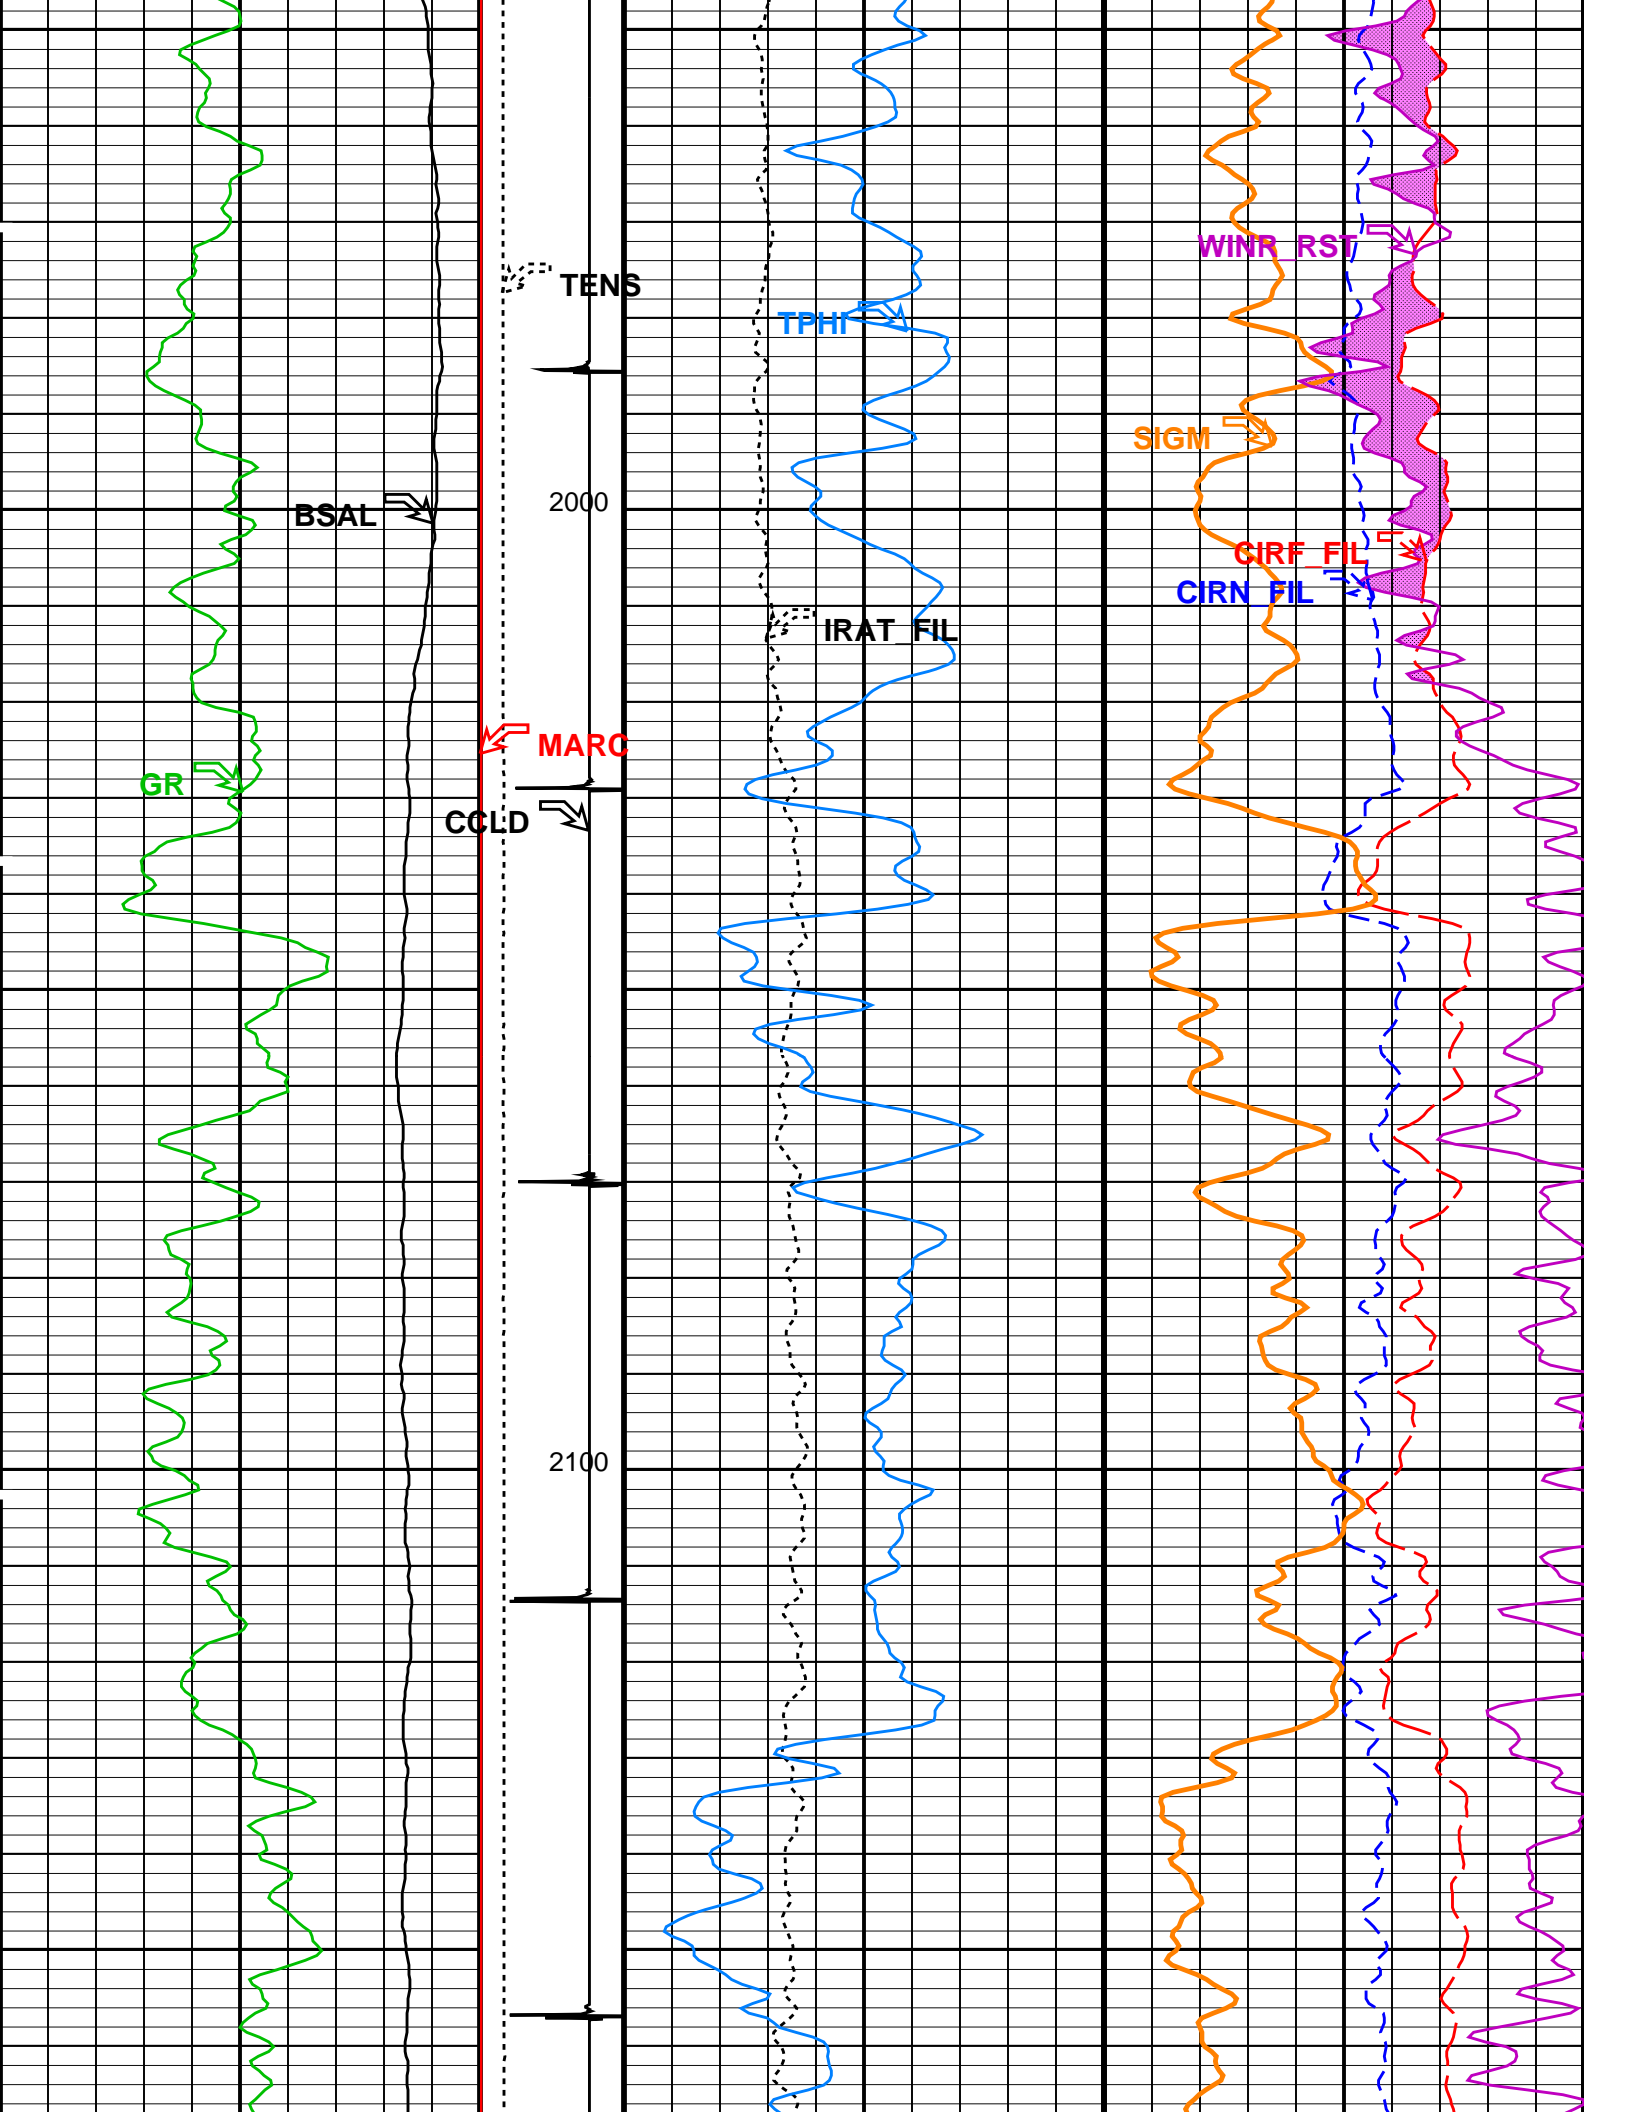 WINR_RST
TENS
TPHI
SIGM
2000
BSAL
CIRF_FIL
CIRN_FIL
IRAT_FIL
MARC
GR
CCLD
2100